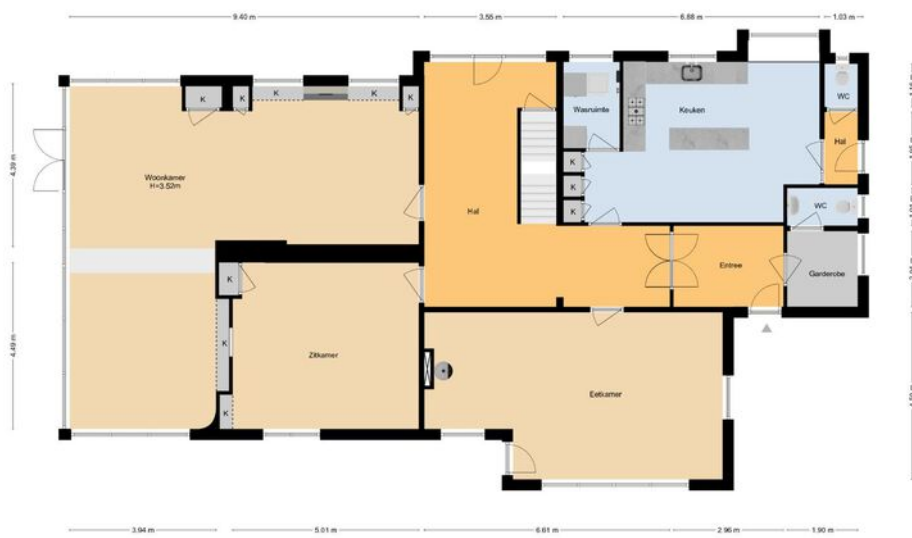 9.40 m
3.55 m
6.88 m
1.03 m
K
K
K
K
K
WC
Wasruimte
Keuken
4.39 m
Hal
K
Woonkamer
H=3.52m
K
K
Hal
WC
Entree
Garderobe
K
4.49 m
K
Zitkamer
Eetkamer
K
3.94 m
5.01 m
6.61 m
2.96 m
1.90 m